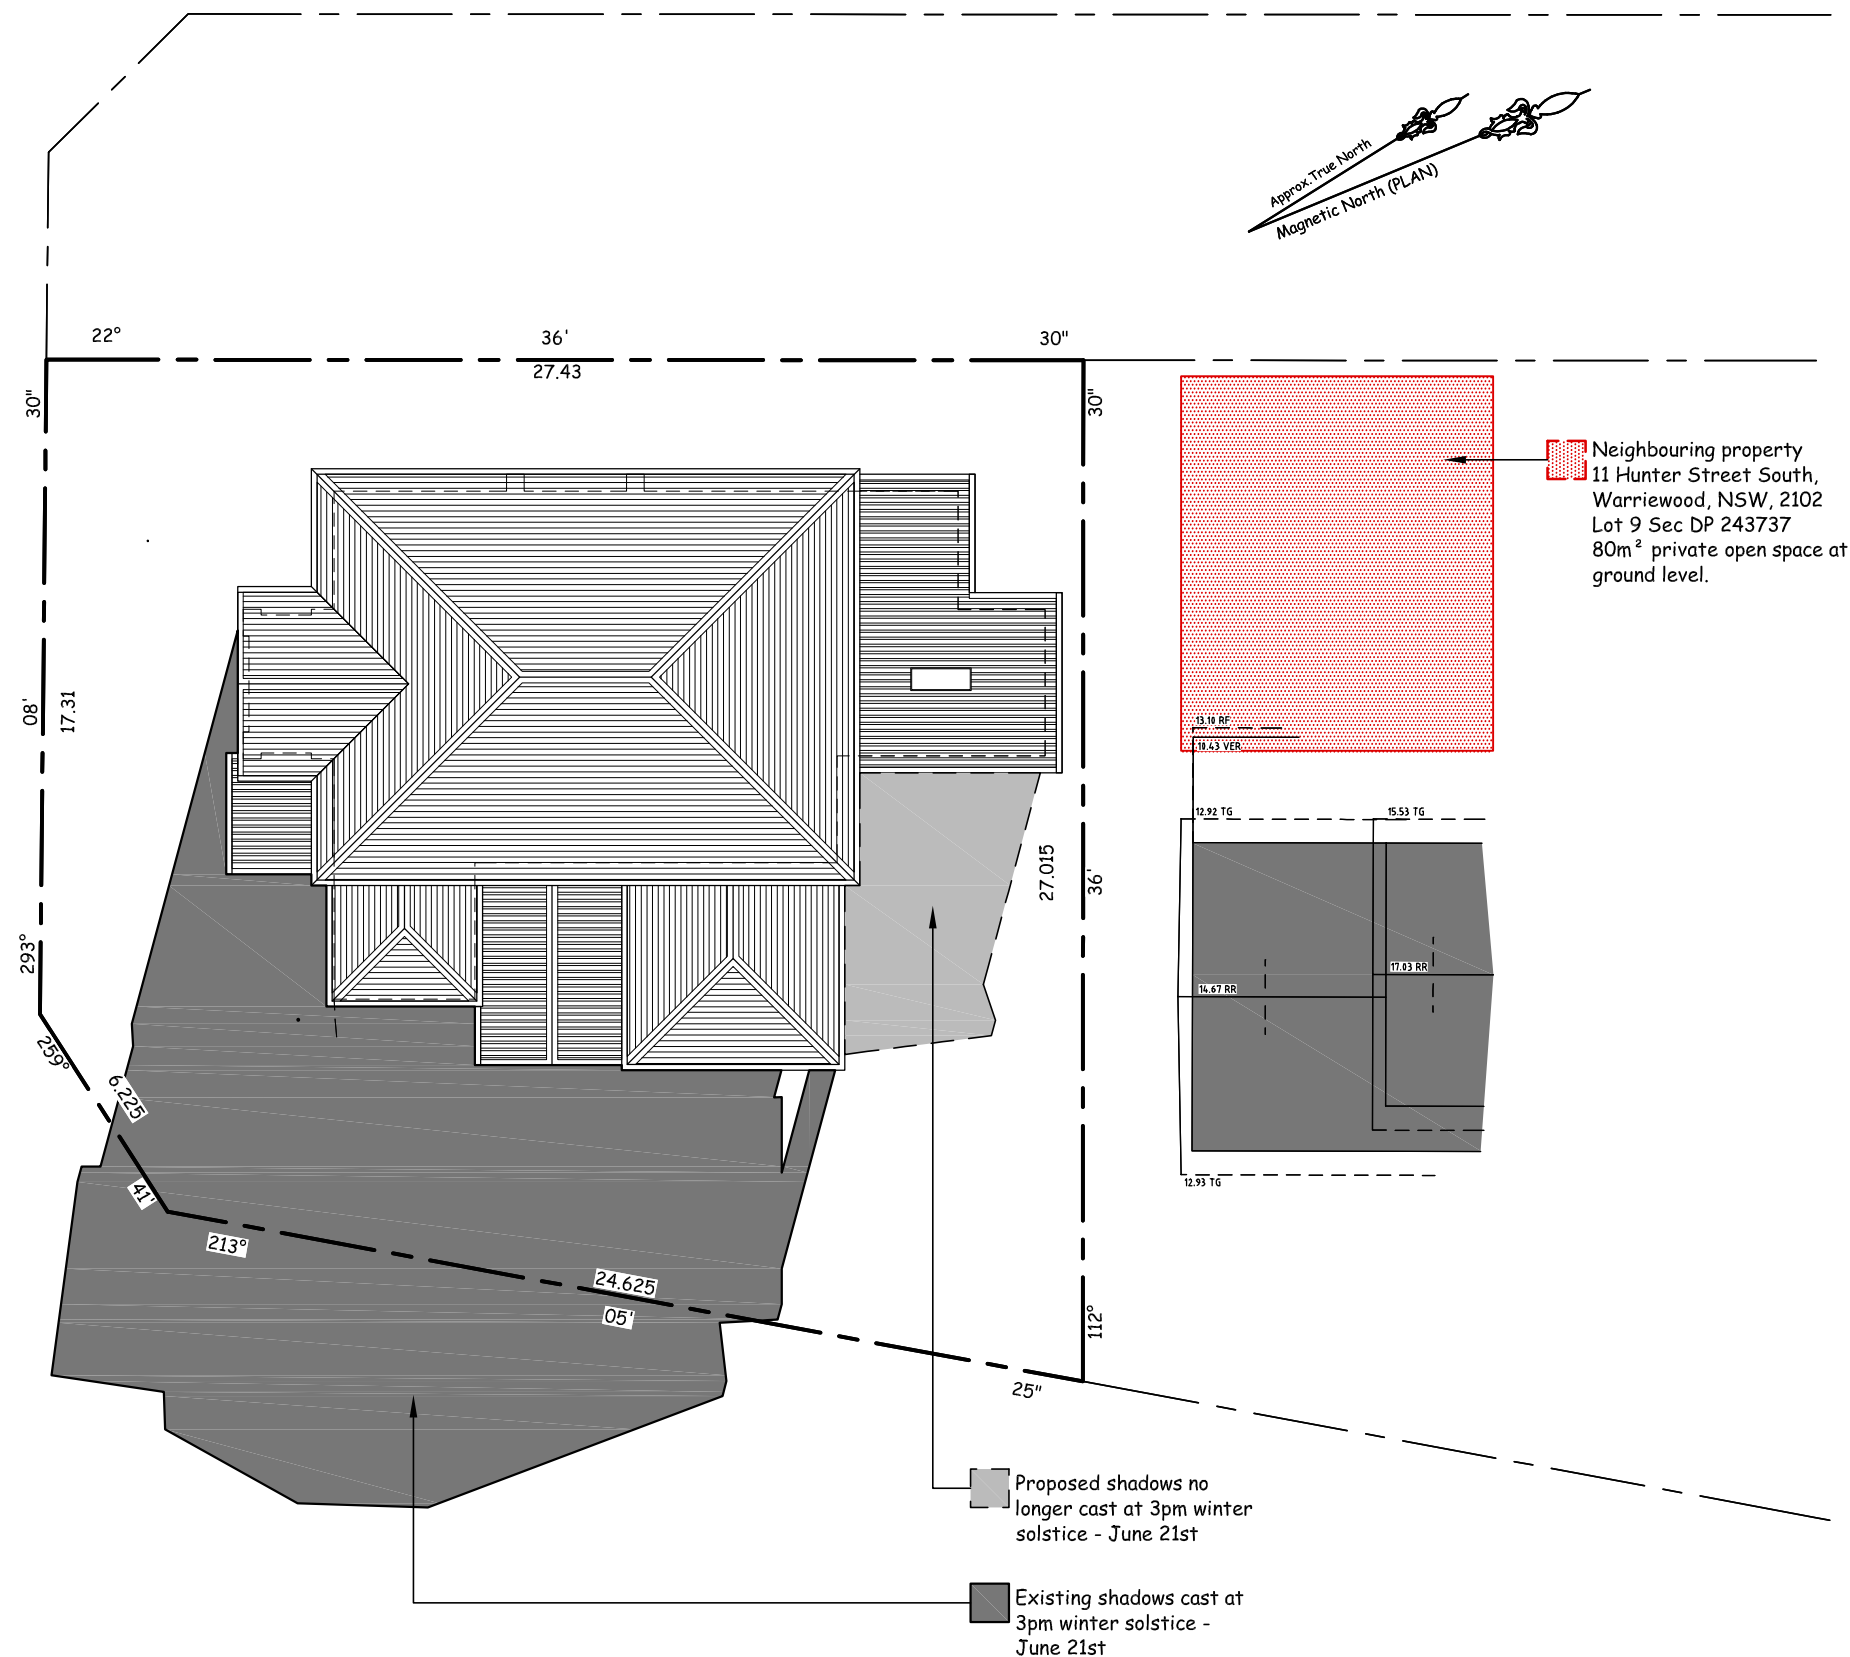 Approx.True North
Magnetic North (PLAN)
22°
36'
30"
27.43
30"
30"
Neighbouring property
11 Hunter Street South,
Warriewood, NSW, 2102
Lot 9 Sec DP 243737
80m² private open space at
ground level.
08'
17.31
13.10 RF
10.43 VER
12.92 TG
15.53 TG
27.015
36'
293°
17.03 RR
14.67 RR
259°
6.225
41'
12.93 TG
213°
24.625
05'
112°
25"
Proposed shadows no
longer cast at 3pm winter
solstice - June 21st
Existing shadows cast at
3pm winter solstice -
June 21st